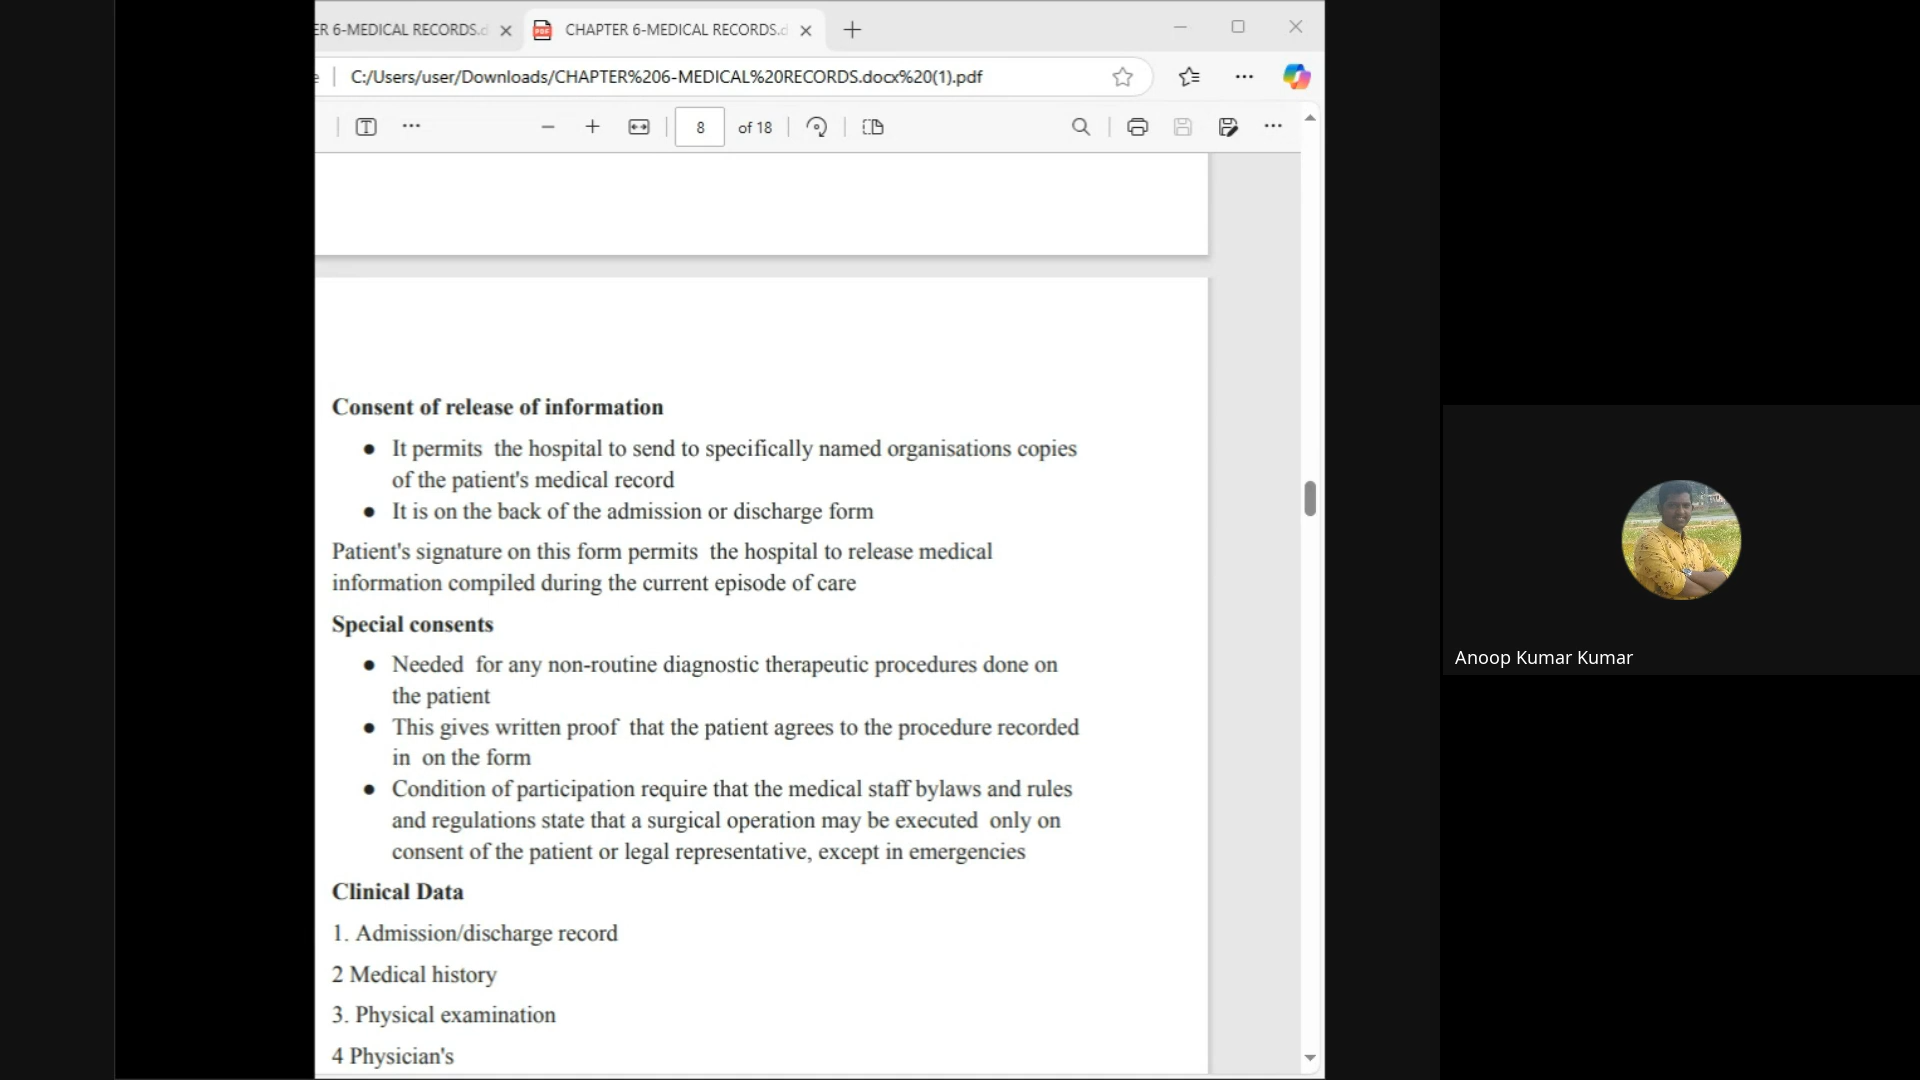 ER 6-MEDICAL RECORDS.d
CHAPTER 6-MEDICAL RECORDS.d
C:/Users/user/Downloads/CHAPTER%206-MEDICAL%20RECORDS.docx%20(1).pdf
8 of 18
Consent of release of information
● It permits the hospital to send to specifically named organisations copies
of the patient's medical record
● It is on the back of the admission or discharge form
Patient's signature on this form permits the hospital to release medical
information compiled during the current episode of care
Special consents
● Needed for any non-routine diagnostic therapeutic procedures done on
the patient
● This gives written proof that the patient agrees to the procedure recorded
in on the form
● Condition of participation require that the medical staff bylaws and rules
and regulations state that a surgical operation may be executed only on
consent of the patient or legal representative, except in emergencies
Clinical Data
1. Admission/discharge record
2 Medical history
3. Physical examination
4 Physician's
Anoop Kumar Kumar